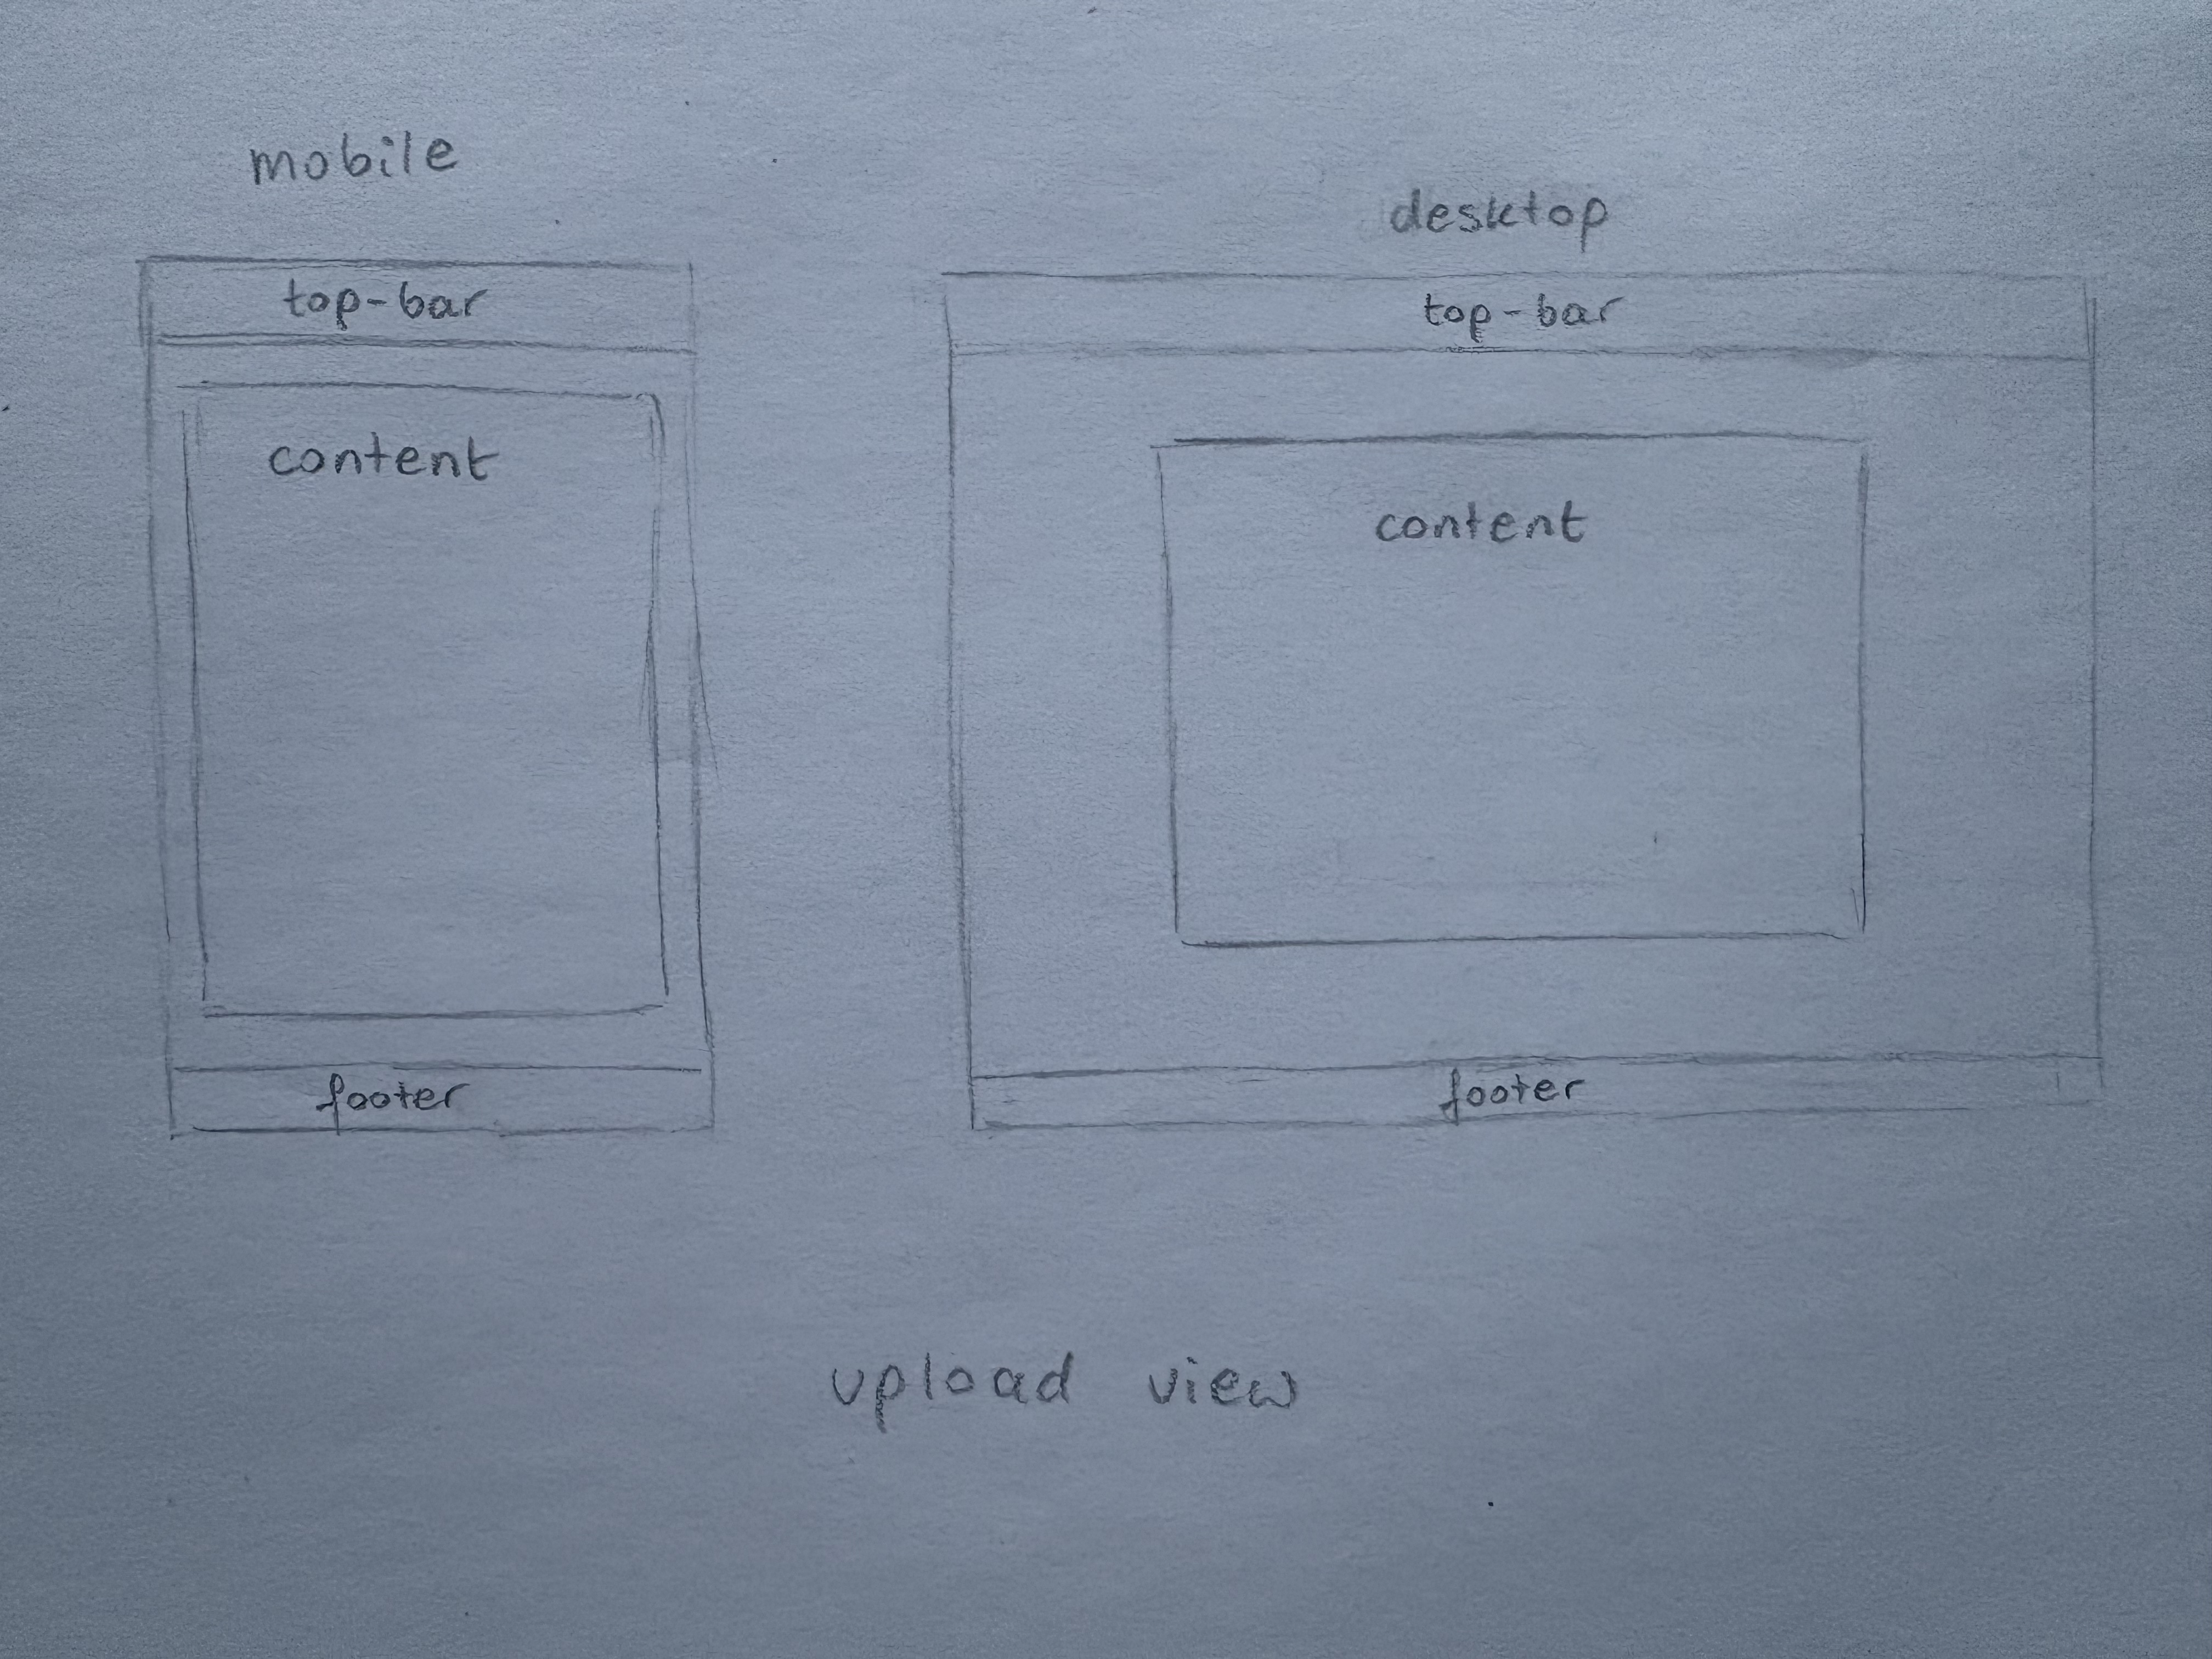 mobile
top-bar
content
footer
desktop
top-bar
content
footer
upload view